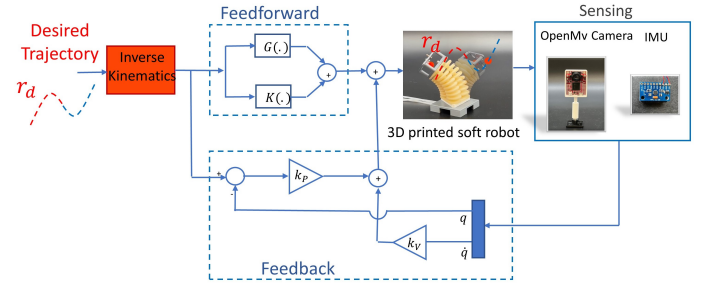 Feedforward
Sensing
Desired
Trajectory
r_d
Inverse
Kinematics
G(.)
K(.)
+
+
+
r_d
3D printed soft robot
OpenMv Camera
IMU
+
-
k_P
+
q
k_V
q̇
Feedback